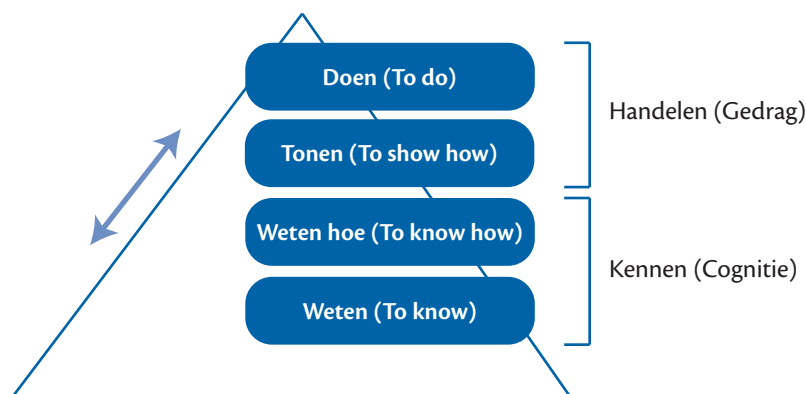 Doen (To do)
Tonen (To show how)
Handelen (Gedrag)
Weten hoe (To know how)
Weten (To know)
Kennen (Cognitie)